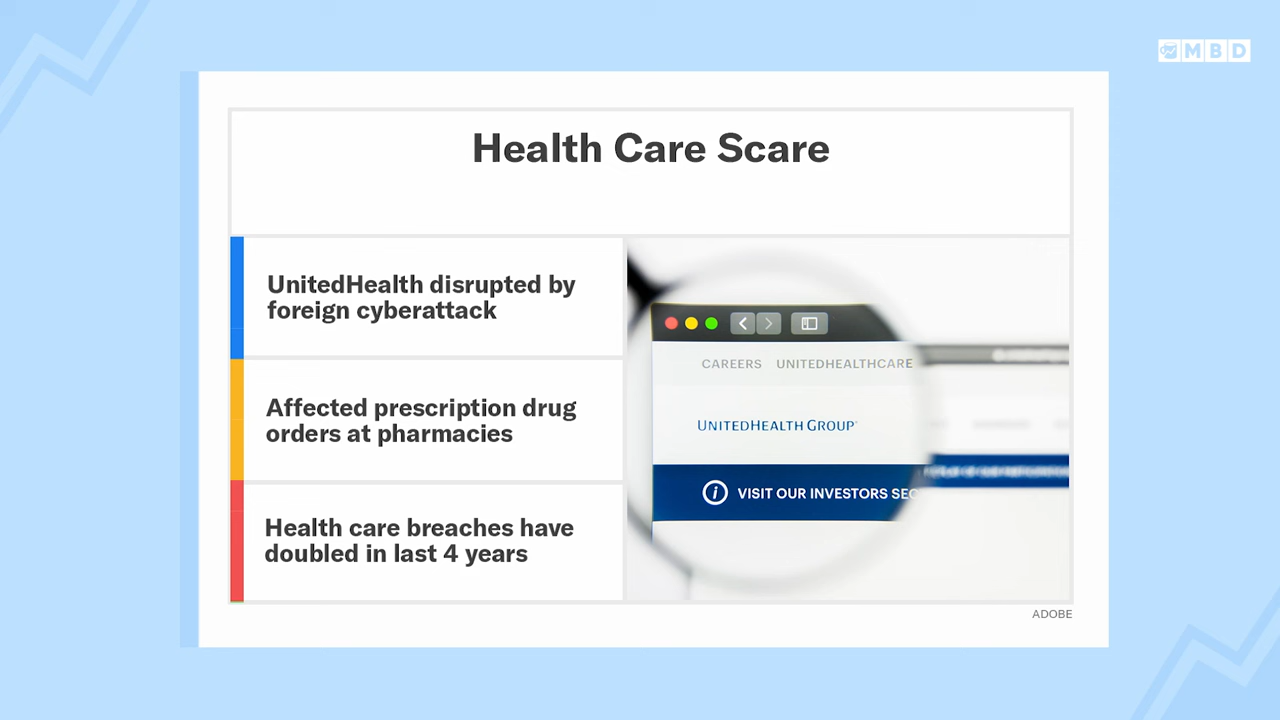 MBD
Health Care Scare
UnitedHealth disrupted by
foreign cyberattack
Affected prescription drug
orders at pharmacies
Health care breaches have
doubled in last 4 years
CAREERS UNITEDHEALTHCARE
UNITEDHEALTH GROUP
VISIT OUR INVESTORS SEC
ADOBE